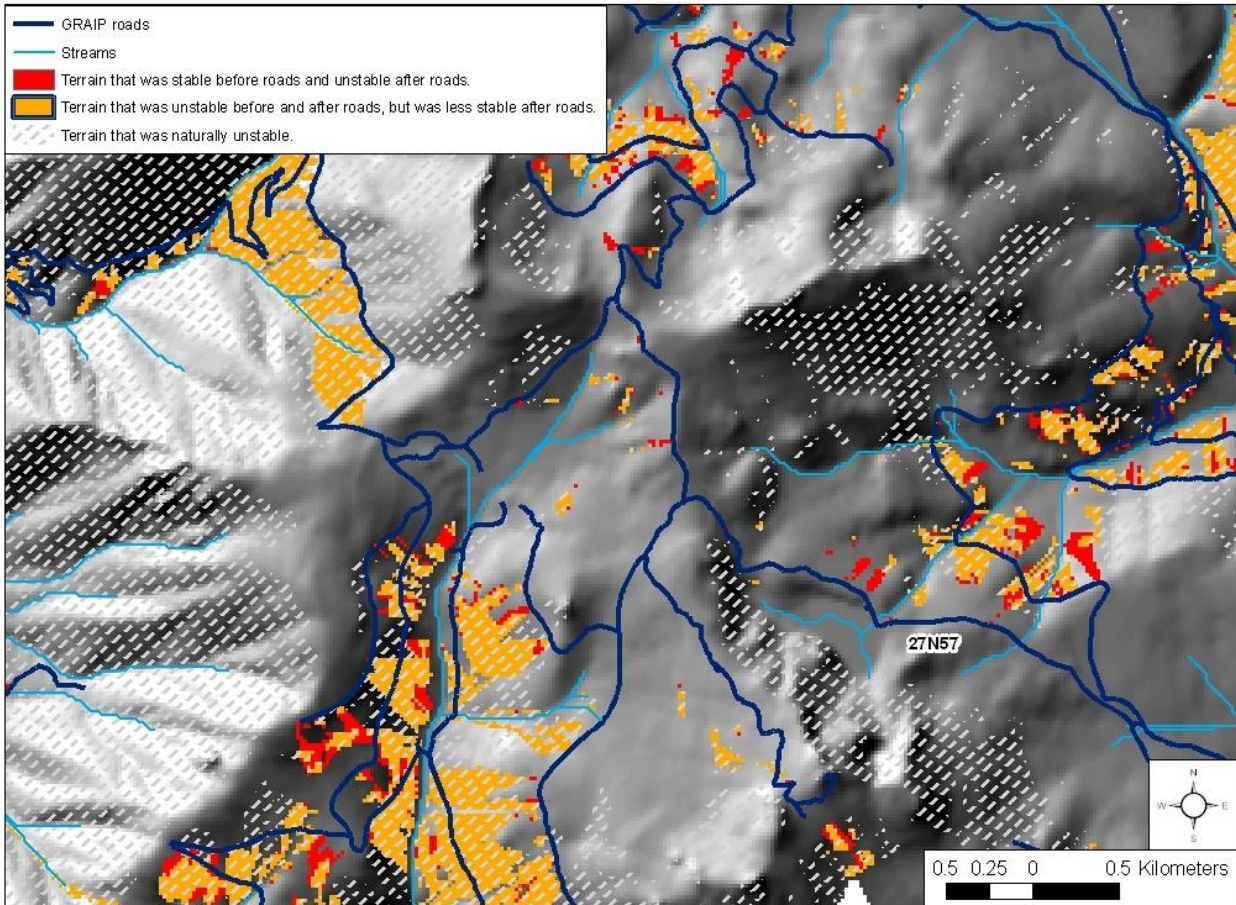 GRAIP roads
Streams
Terrain that was stable before roads and unstable after roads.
Terrain that was unstable before and after roads, but was less stable after roads.
Terrain that was naturally unstable.
27N57
N
W E
S
0.5 0.25 0 0.5 Kilometers